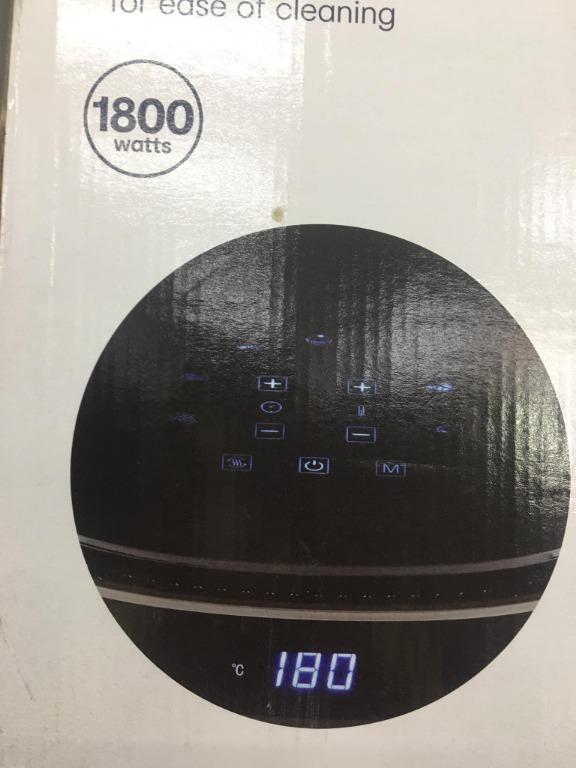 for ease of cleaning
1800
watts
+ +
− −
M
°C 180